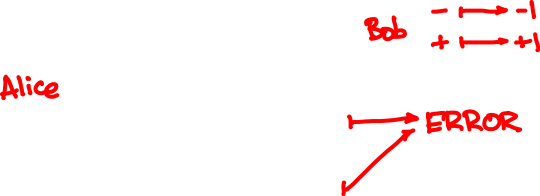 Bob - ↦ -1
+ ↦ +1
Alice
↦ ERROR